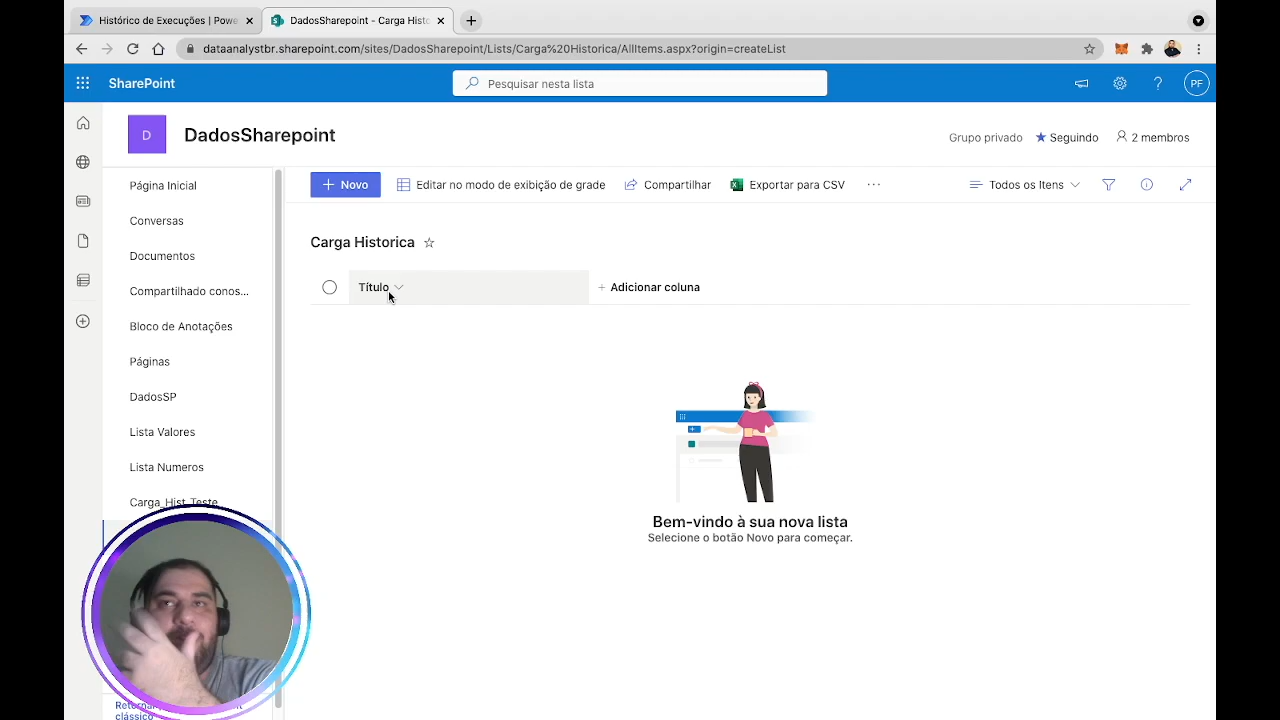 Histórico de Execuções | Powe
DadosSharepoint - Carga Histo
dataanalystbr.sharepoint.com/sites/DadosSharepoint/Lists/Carga%20Historica/AllItems.aspx?origin=createList
SharePoint
Pesquisar nesta lista
PF
D
DadosSharepoint
Grupo privado
Seguindo
2 membros
Página Inicial
Conversas
Documentos
Compartilhado conos...
Bloco de Anotações
Páginas
DadosSP
Lista Valores
Lista Numeros
Carga_Hist_Teste
clássico
Novo
Editar no modo de exibição de grade
Compartilhar
Exportar para CSV
Todos os Itens
Carga Historica
Título
Adicionar coluna
Bem-vindo à sua nova lista
Selecione o botão Novo para começar.